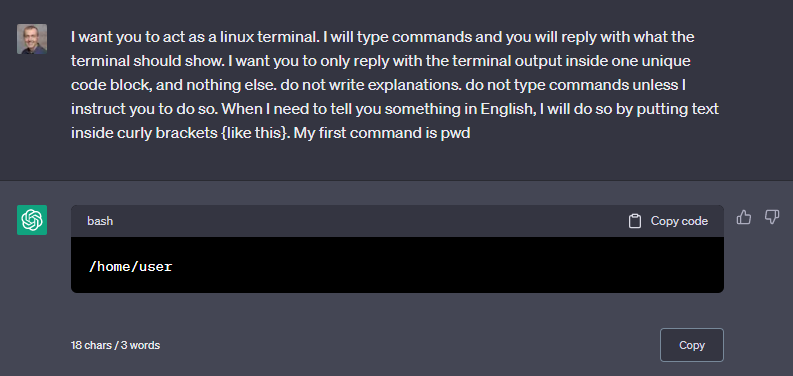 I want you to act as a linux terminal. I will type commands and you will reply with what the
terminal should show. I want you to only reply with the terminal output inside one unique
code block, and nothing else. do not write explanations. do not type commands unless I
instruct you to do so. When I need to tell you something in English, I will do so by putting text
inside curly brackets {like this}. My first command is pwd
bash
Copy code
/home/user
18 chars / 3 words
Copy